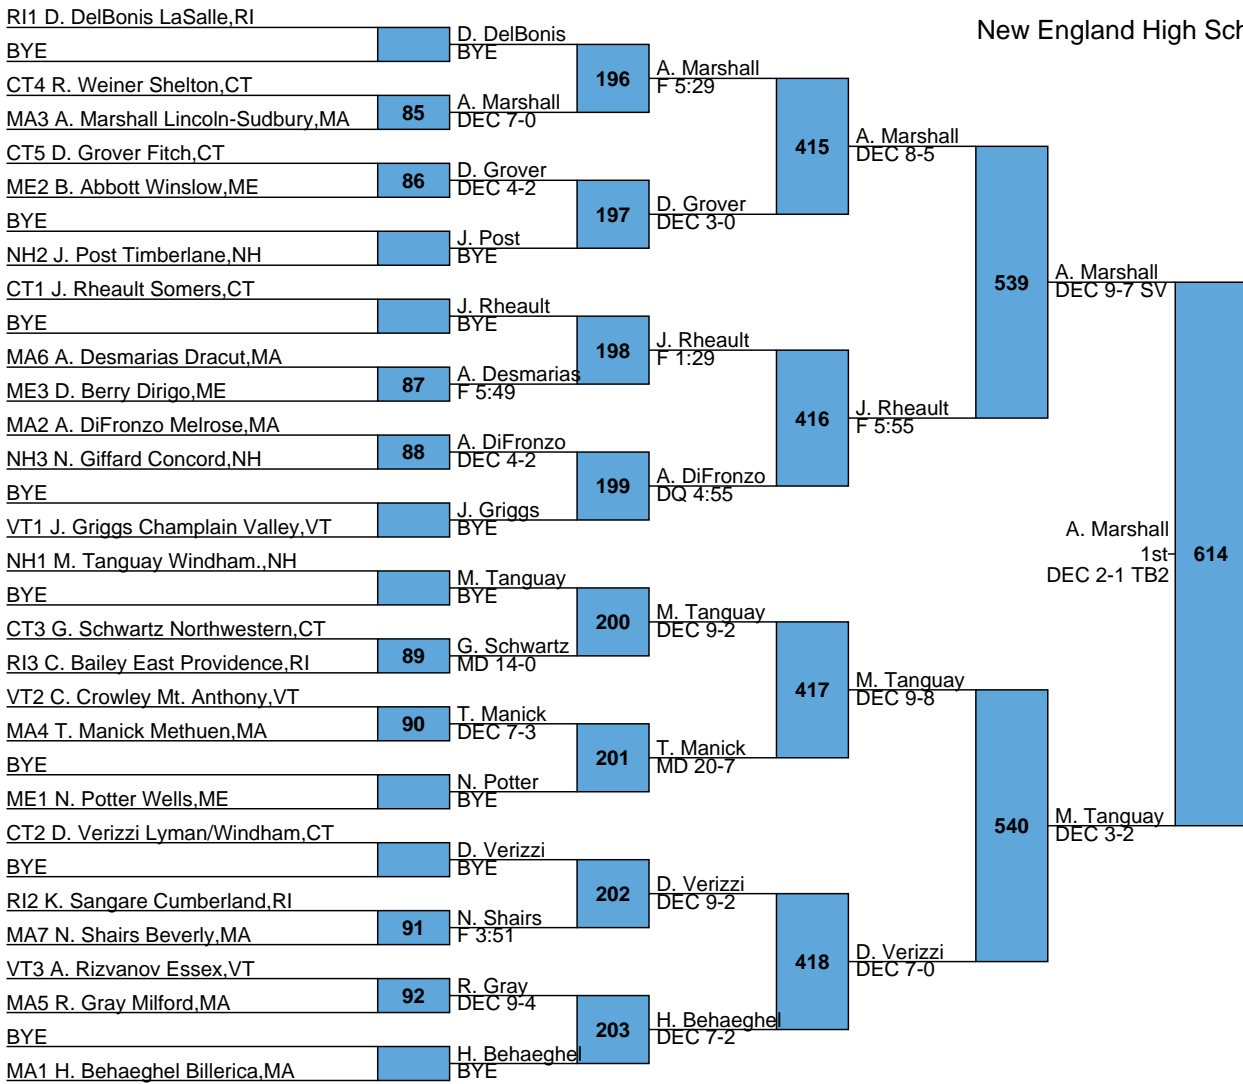 New England High Sch
RI1 D. DelBonis LaSalle,RI
BYE
CT4 R. Weiner Shelton,CT
MA3 A. Marshall Lincoln-Sudbury,MA
CT5 D. Grover Fitch,CT
ME2 B. Abbott Winslow,ME
BYE
NH2 J. Post Timberlane,NH
CT1 J. Rheault Somers,CT
BYE
MA6 A. Desmarias Dracut,MA
ME3 D. Berry Dirigo,ME
MA2 A. DiFronzo Melrose,MA
NH3 N. Giffard Concord,NH
BYE
VT1 J. Griggs Champlain Valley,VT
NH1 M. Tanguay Windham.,NH
BYE
CT3 G. Schwartz Northwestern,CT
RI3 C. Bailey East Providence,RI
VT2 C. Crowley Mt. Anthony,VT
MA4 T. Manick Methuen,MA
BYE
ME1 N. Potter Wells,ME
CT2 D. Verizzi Lyman/Windham,CT
BYE
RI2 K. Sangare Cumberland,RI
MA7 N. Shairs Beverly,MA
VT3 A. Rizvanov Essex,VT
MA5 R. Gray Milford,MA
BYE
MA1 H. Behaeghel Billerica,MA
85
86
87
88
89
90
91
92
D. DelBonis
BYE
A. Marshall
DEC 7-0
D. Grover
DEC 4-2
J. Post
BYE
J. Rheault
BYE
A. Desmarias
F 5:49
A. DiFronzo
DEC 4-2
J. Griggs
BYE
M. Tanguay
BYE
G. Schwartz
MD 14-0
T. Manick
DEC 7-3
N. Potter
BYE
D. Verizzi
BYE
N. Shairs
F 3:51
R. Gray
DEC 9-4
H. Behaeghel
BYE
196
197
198
199
200
201
202
203
A. Marshall
F 5:29
D. Grover
DEC 3-0
J. Rheault
F 1:29
A. DiFronzo
DQ 4:55
M. Tanguay
DEC 9-2
T. Manick
MD 20-7
D. Verizzi
DEC 9-2
H. Behaeghel
DEC 7-2
415
416
417
418
A. Marshall
DEC 8-5
J. Rheault
F 5:55
M. Tanguay
DEC 9-8
D. Verizzi
DEC 7-0
539
540
A. Marshall
DEC 9-7 SV
M. Tanguay
DEC 3-2
A. Marshall
1st
DEC 2-1 TB2
614